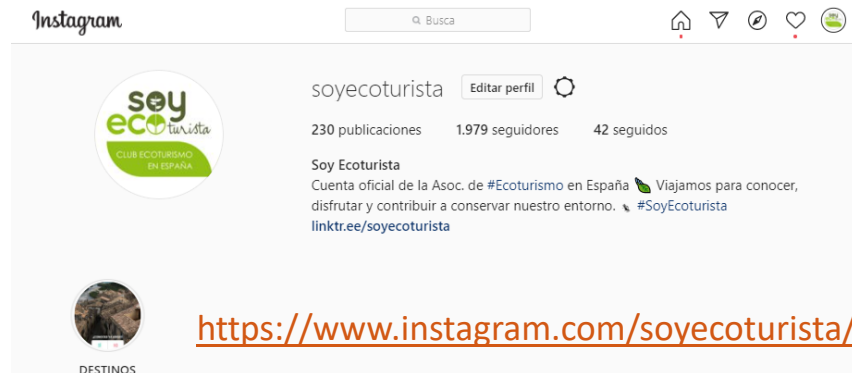 Instagram
Busca
soyecoturista Editar perfil
230 publicaciones 1.979 seguidores 42 seguidos
Soy Ecoturista
Cuenta oficial de la Asoc. de #Ecoturismo en España Viajamos para conocer,
disfrutar y contribuir a conservar nuestro entorno. #SoyEcoturista
linktr.ee/soyecoturista
soy
ecoturista
CLUB ECOTURISMO
EN ESPAÑA
https://www.instagram.com/soyecoturista/
DESTINOS